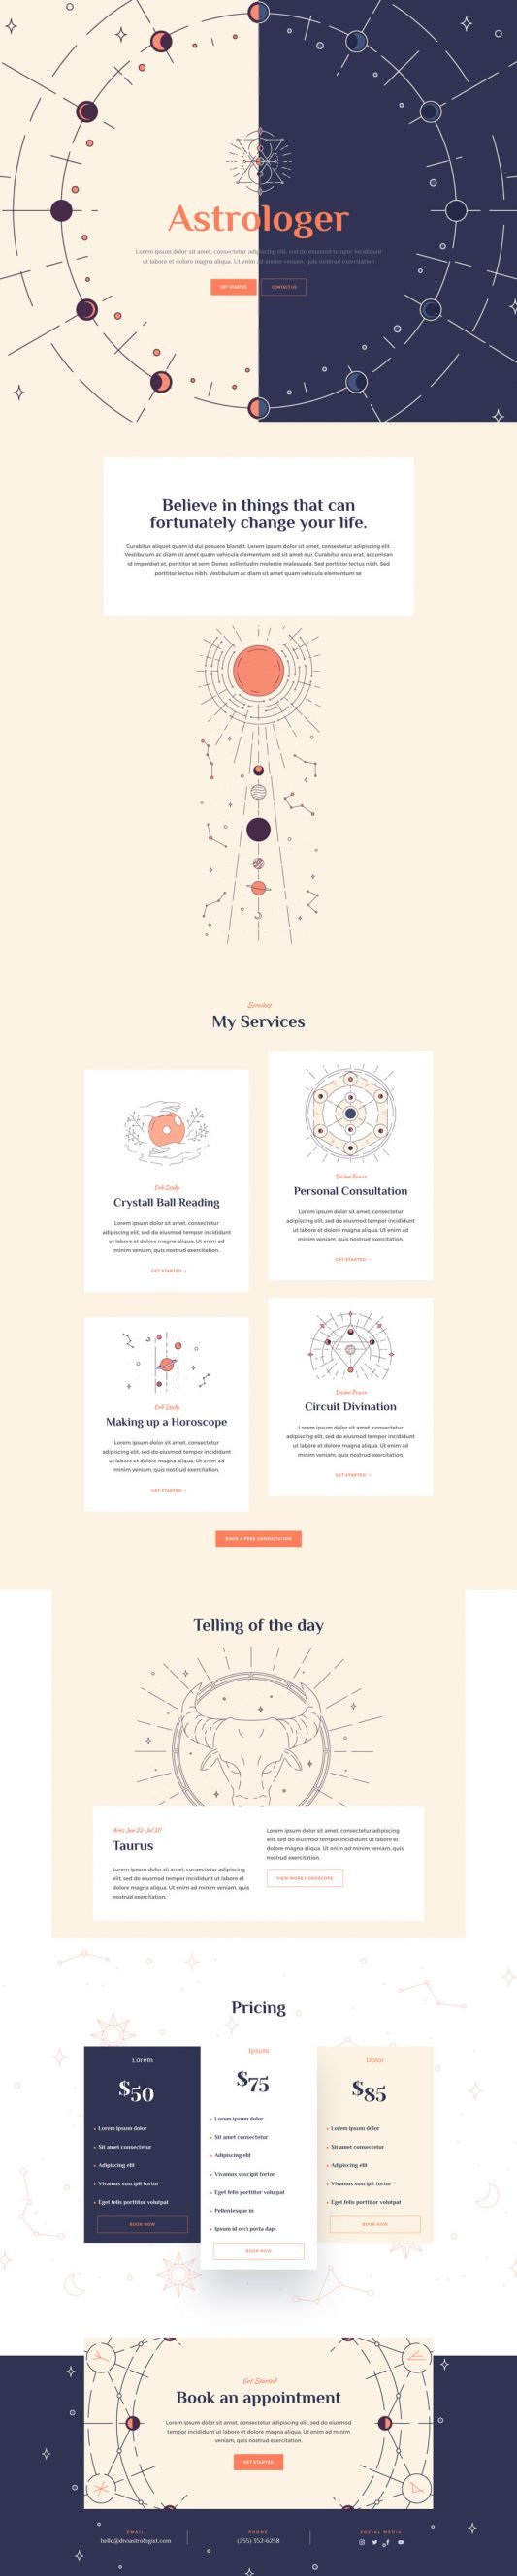 Astrologer
Lorem ipsum dolor sit amet, consectetur adipiscing elit, sed do eiusmod tempor incididunt
ut labore et dolore magna aliqua. Ut enim ad minim veniam, quis nostrud exercitation
GET STARTED
CONTACT US
Believe in things that can
fortunately change your life.
Curabitur aliquet quam id dui posuere blandit. Lorem ipsum dolor sit amet, consectetur adipiscing elit.
Vestibulum ac diam sit amet quam vehicula elementum sed sit amet dui. Curabitur arcu erat, accumsan
id imperdiet et, porttitor at sem. Donec sollicitudin molestie malesuada. Sed porttitor lectus nibh. Sed
porttitor lectus nibh. Vestibulum ac diam sit amet quam vehicula elementum se
Services
My Services
Orb Study
Crystall Ball Reading
Lorem ipsum dolor sit amet, consectetur
adipiscing elit, sed do eiusmod tempor incididunt
ut labore et dolore magna aliqua. Ut enim ad
minim veniam, quis nostrud exercitation.
GET STARTED
Divine Power
Personal Consultation
Lorem ipsum dolor sit amet, consectetur
adipiscing elit, sed do eiusmod tempor incididunt
ut labore et dolore magna aliqua. Ut enim ad
minim veniam, quis nostrud exercitation.
GET STARTED
Orb Study
Making up a Horoscope
Lorem ipsum dolor sit amet, consectetur
adipiscing elit, sed do eiusmod tempor incididunt
ut labore et dolore magna aliqua. Ut enim ad
minim veniam, quis nostrud exercitation.
GET STARTED
Divine Power
Circuit Divination
Lorem ipsum dolor sit amet, consectetur
adipiscing elit, sed do eiusmod tempor incididunt
ut labore et dolore magna aliqua. Ut enim ad
minim veniam, quis nostrud exercitation.
GET STARTED
BOOK A FREE CONSULTATION
Telling of the day
Aries Jun 22-Jul 20
Taurus
Lorem ipsum dolor sit amet, consectetur adipiscing
elit, sed do eiusmod tempor incididunt ut labore et
dolore magna aliqua. Ut enim ad minim veniam, quis
nostrud exercitation.
Lorem ipsum dolor sit amet, consectetur adipiscing
elit, sed do eiusmod tempor incididunt ut labore et
dolore magna aliqua. Ut enim ad minim veniam, quis
nostrud exercitation.
VIEW MORE HOROSCOPE
Pricing
Lorem
$50
Lorem ipsum dolor
Sit amet consectetur
Adipiscing elit
Vivamus suscipit tortor
Eget felis porttitor volutpat
BOOK NOW
Ipsum
$75
Lorem ipsum dolor
Sit amet consectetur
Adipiscing elit
Vivamus suscipit tortor
Eget felis porttitor volutpat
Pellentesque in
Ipsum id orci porta dapi
BOOK NOW
Dolor
$85
Lorem ipsum dolor
Sit amet consectetur
Adipiscing elit
Vivamus suscipit tortor
Eget felis porttitor volutpat
BOOK NOW
Get Started
Book an appointment
Lorem ipsum dolor sit amet, consectetur adipiscing elit, sed do eiusmod
tempor incididunt ut labore et dolore magna aliqua. Ut enim ad minim
veniam, quis nostrud exercitation.
GET STARTED
EMAIL
hello@diviastrologist.com
PHONE
(255) 352-6258
SOCIAL MEDIA